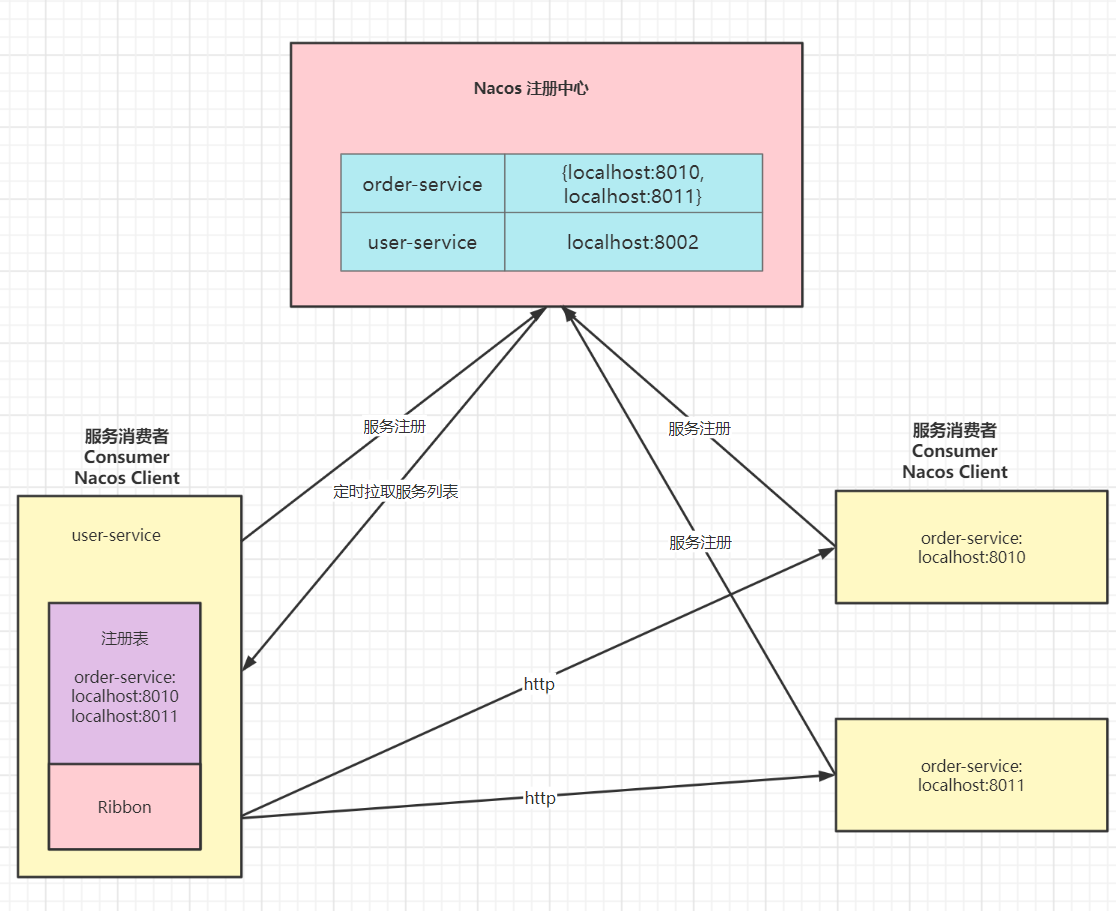 Nacos 注册中心
order-service
{localhost:8010,
localhost:8011}
user-service
localhost:8002
服务注册
服务注册
定时拉取服务列表
服务注册
服务消费者
Consumer
Nacos Client
user-service
注册表
order-service:
localhost:8010
localhost:8011
Ribbon
http
http
服务消费者
Consumer
Nacos Client
order-service:
localhost:8010
order-service:
localhost:8011